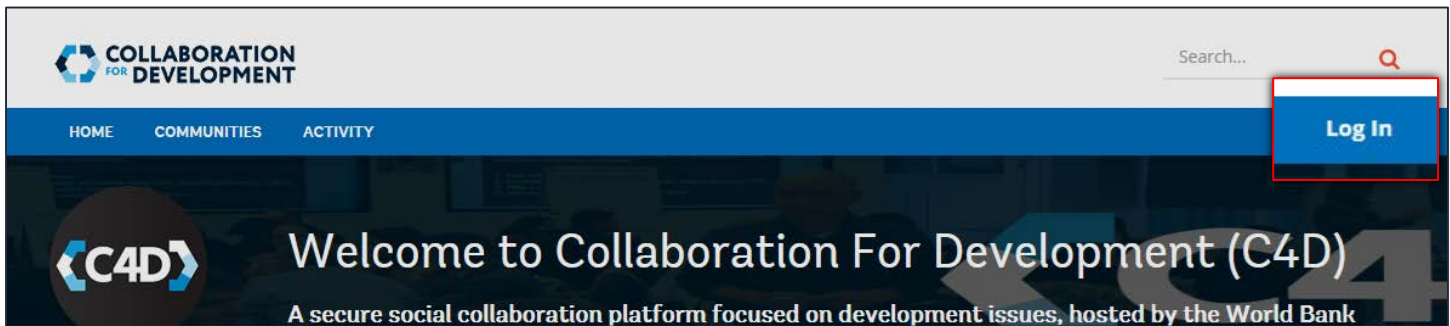 COLLABORATION
FOR DEVELOPMENT
Search...
HOME COMMUNITIES ACTIVITY Log In
C4D
Welcome to Collaboration For Development (C4D)
A secure social collaboration platform focused on development issues, hosted by the World Bank